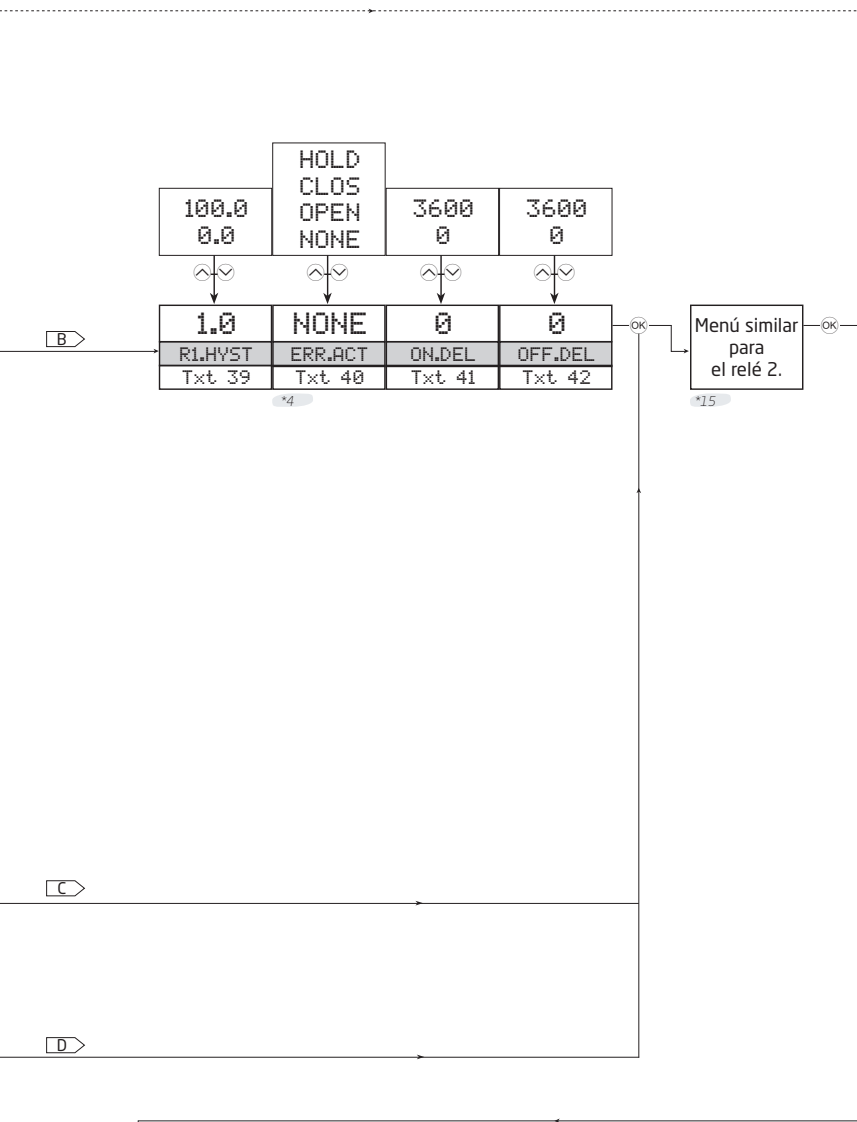 HOLD
CLOS
OPEN
NONE
100.0
0.0
3600
0
3600
0
B
1.0
NONE
0
0
OK
Menú similar
para
el relé 2.
OK
R1.HYST
ERR.ACT
ON.DEL
OFF.DEL
Txt 39
Txt 40
Txt 41
Txt 42
*4
*15
C
D